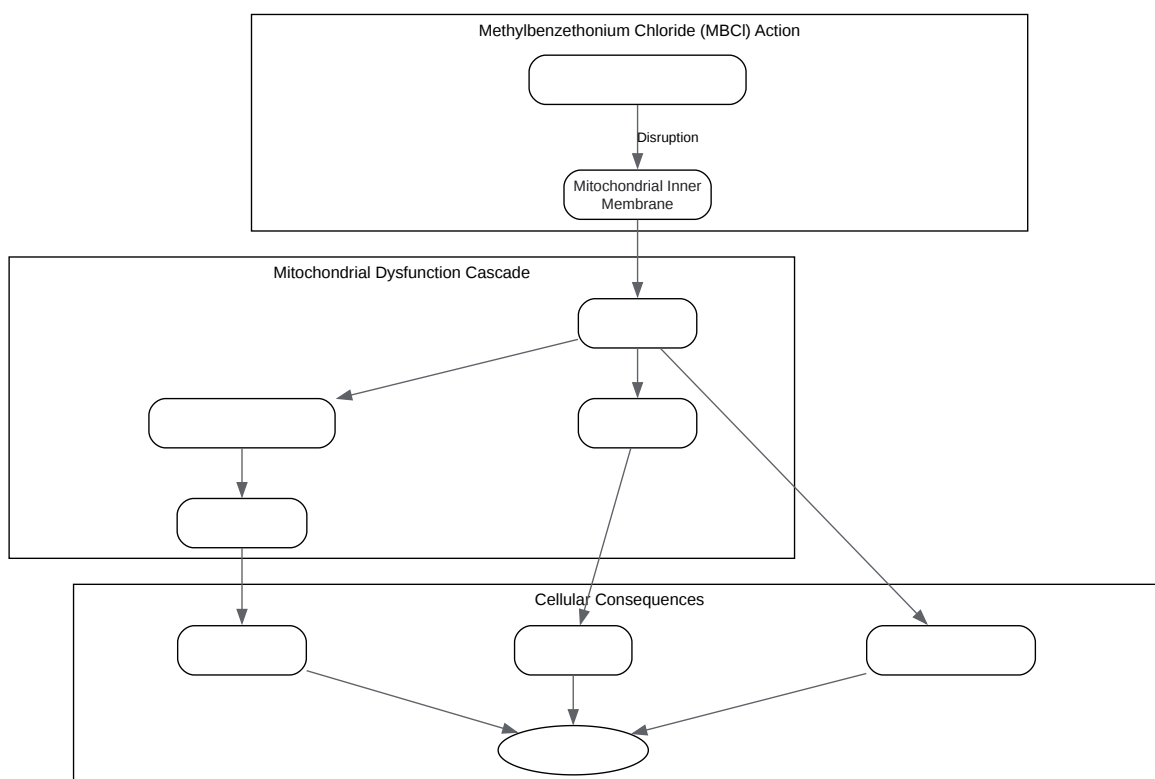 Methylbenzethonium Chloride (MBCl) Action
Disruption
Mitochondrial Inner
Membrane
Mitochondrial Dysfunction Cascade
Cellular Consequences